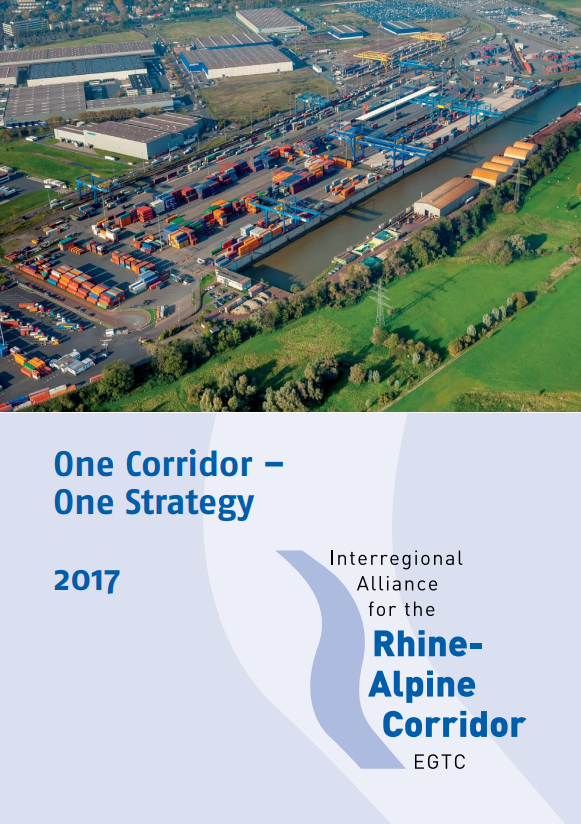 One Corridor –
One Strategy
2017
Interregional
Alliance
for the
Rhine-
Alpine
Corridor
EGTC